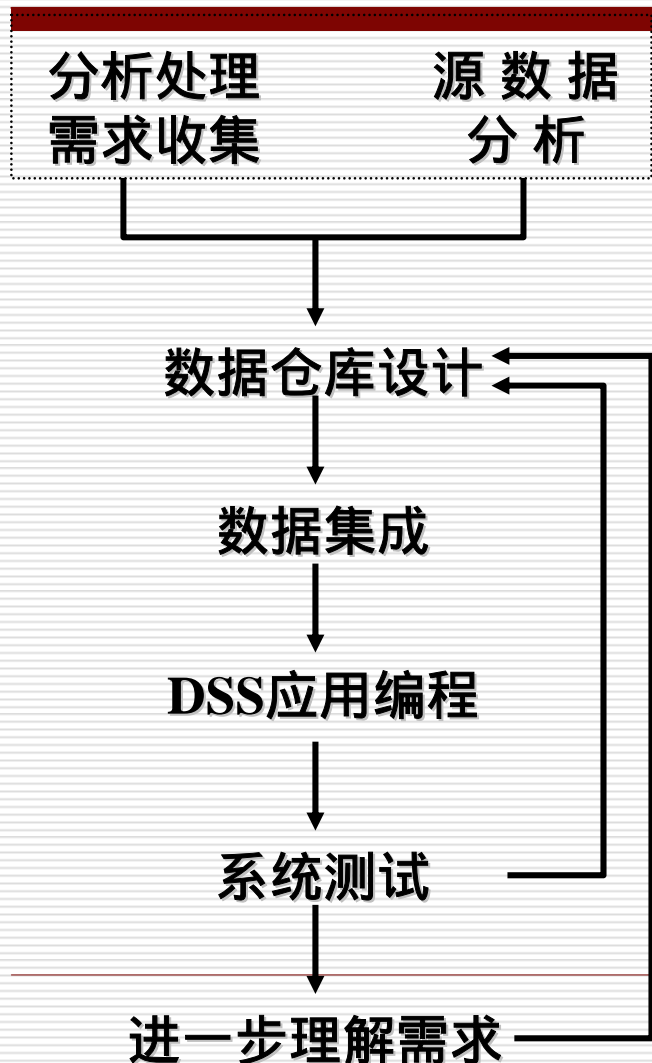 分析处理
需求收集
源 数 据
分 析
数据仓库设计
数据集成
DSS应用编程
系统测试
进一步理解需求